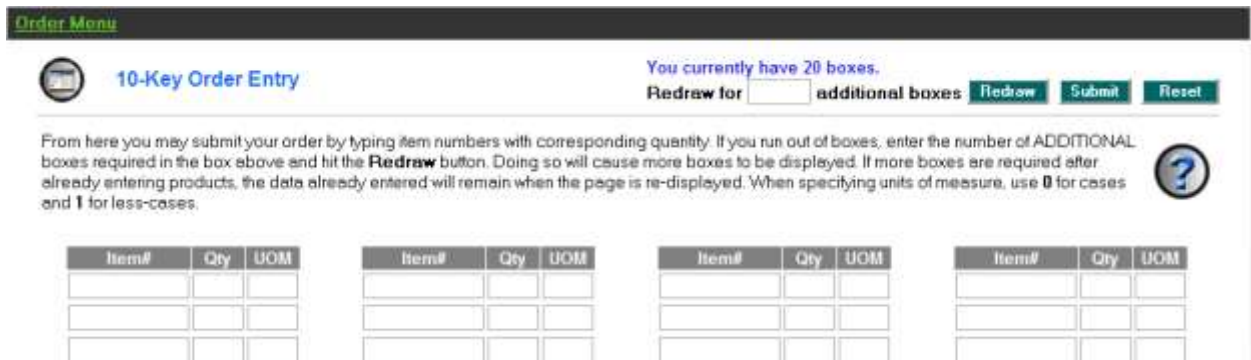 Order Menu
10-Key Order Entry
You currently have 20 boxes.
Redraw for additional boxes Redraw Submit Reset
From here you may submit your order by typing item numbers with corresponding quantity. If you run out of boxes, enter the number of ADDITIONAL
boxes required in the box above and hit the Redraw button. Doing so will cause more boxes to be displayed. If more boxes are required after
already entering products, the data already entered will remain when the page is re-displayed. When specifying units of measure, use 0 for cases
and 1 for less-cases.
?
Item# Qty UOM Item# Qty UOM Item# Qty UOM Item# Qty UOM